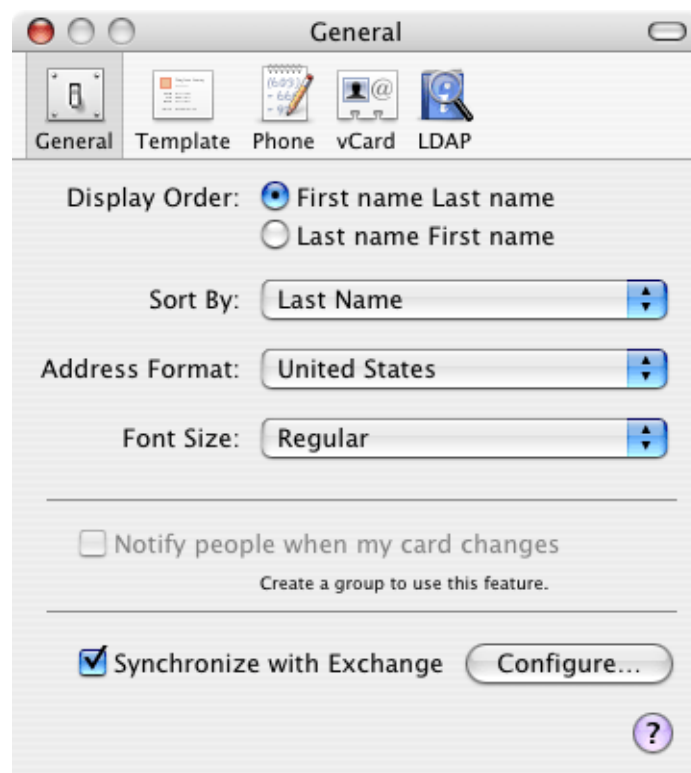 General
General Template Phone vCard LDAP
Display Order: First name Last name
Last name First name
Sort By: Last Name
Address Format: United States
Font Size: Regular
Notify people when my card changes
Create a group to use this feature.
Synchronize with Exchange Configure...
?